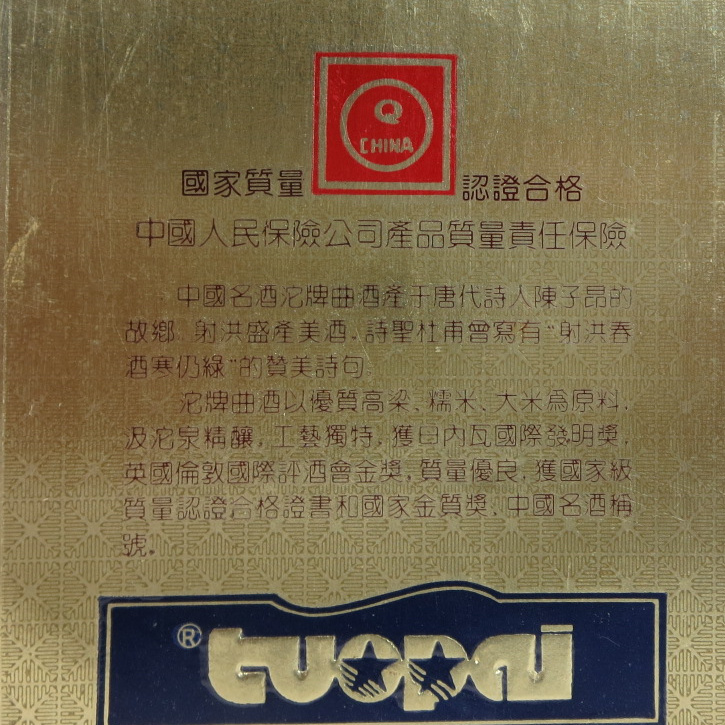 Q
CHINA
國家質量 認證合格
中國人民保險公司產品質量責任保險
中國名酒沱牌曲酒產于唐代詩人陳子昂的
故鄉.射洪盛產美酒.詩聖杜甫曾寫有"射洪春
酒寒仍綠"的贊美詩句.
沱牌曲酒以優質高梁、糯米、大米為原料.
汲沱泉精釀.工藝獨特.獲日內瓦國際發明獎.
英國倫敦國際評酒會金獎.質量優良.獲國家級
質量認證合格證書和國家金質獎.中國名酒稱
號.
® tuopai